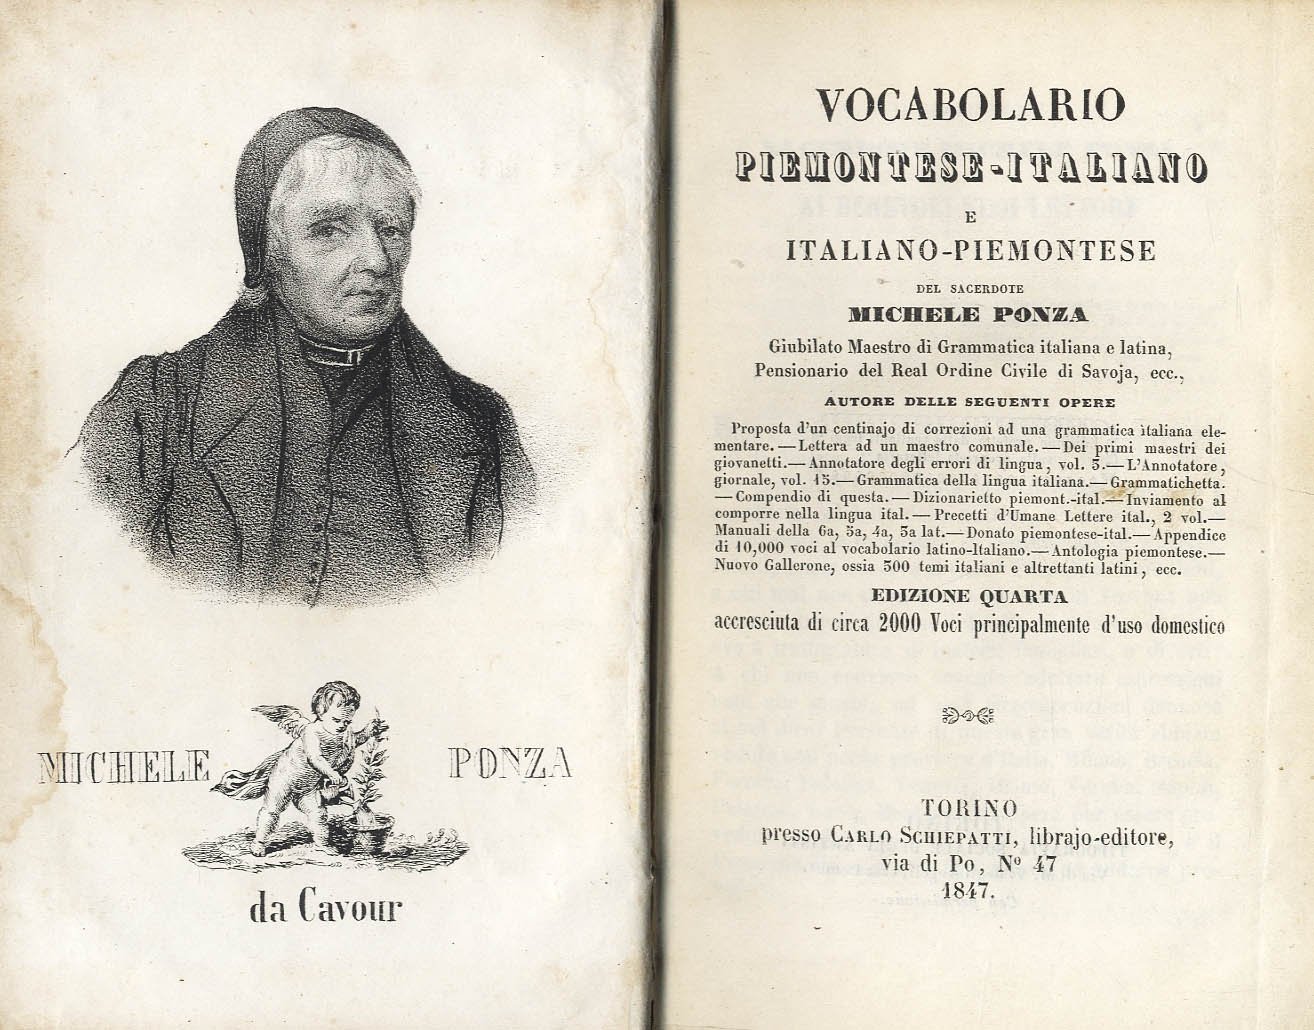 MICHELE PONZA
da Cavour
VOCABOLARIO
PIEMONTESE-ITALIANO
E
ITALIANO-PIEMONTESE
DEL SACERDOTE
MICHELE PONZA
Giubilato Maestro di Grammatica italiana e latina,
Pensionario del Real Ordine Civile di Savoja, ecc.,
AUTORE DELLE SEGUENTI OPERE
Proposta d'un centinajo di correzioni ad una grammatica italiana ele-
mentare. — Lettera ad un maestro comunale. — Dei primi maestri dei
giovanetti. — Annotatore degli errori di lingua, vol. 3. — L'Annotatore,
giornale, vol. 13. — Grammatica della lingua italiana. — Grammatichetta.
— Compendio di questa. — Dizionarietto piemont.-ital. — Inviamento al
comporre nella lingua ital. — Precetti d'Umane Lettere ital., 2 vol. —
Manuali della 6a, 5a, 4a, 3a lat. — Donato piemontese-ital. — Appendice
di 10,000 voci al vocabolario latino-Italiano. — Antologia piemontese. —
Nuovo Gallerone, ossia 300 temi italiani e altrettanti latini, ecc.
EDIZIONE QUARTA
accresciuta di circa 2000 Voci principalmente d'uso domestico
TORINO
presso CARLO SCHIEPATTI, librajo-editore,
via di Po, Nº 47
1847.